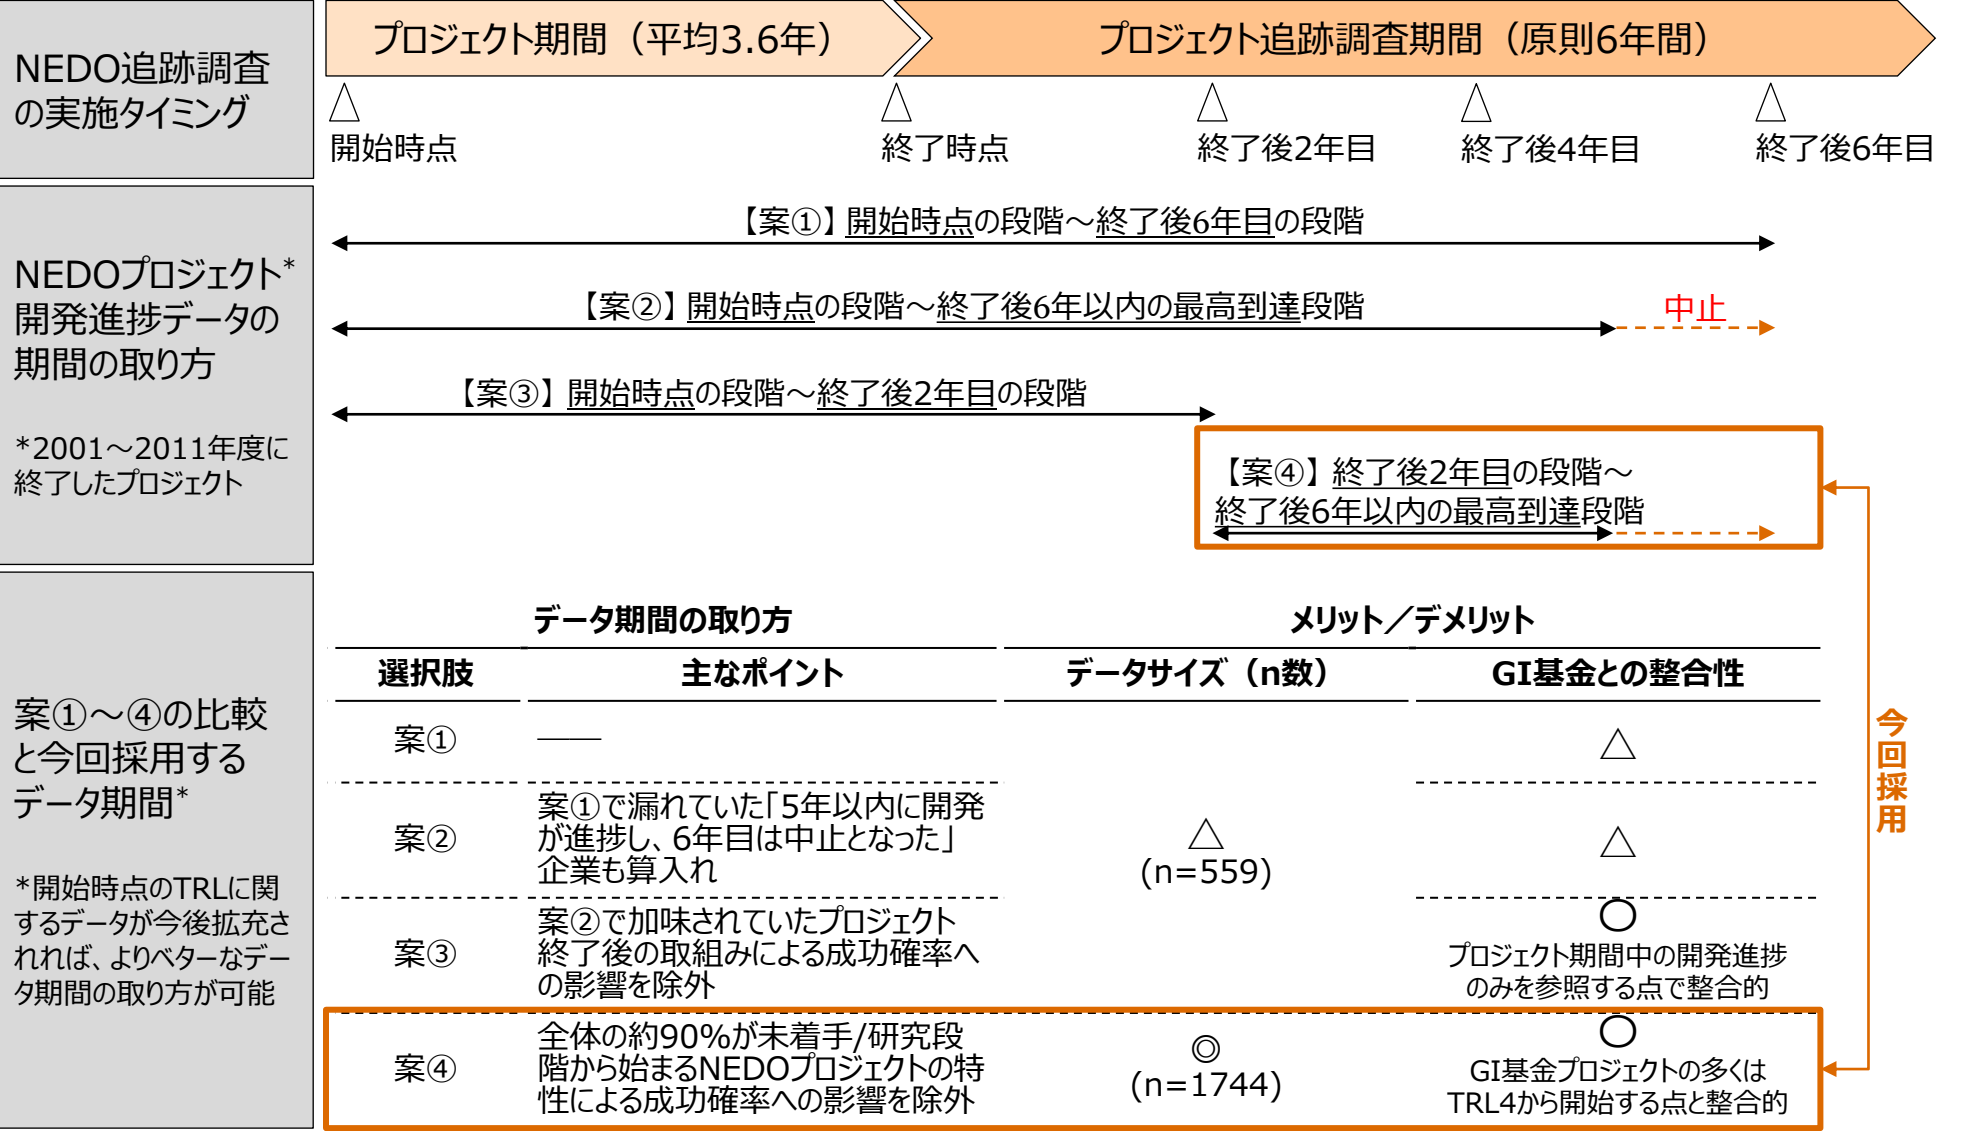 NEDO追跡調査
の実施タイミング
プロジェクト期間（平均3.6年）
プロジェクト追跡調査期間（原則6年間）
△
△
△
△
△
開始時点
終了時点
終了後2年目
終了後4年目
終了後6年目
NEDOプロジェクト*
開発進捗データの
期間の取り方
*2001～2011年度に
終了したプロジェクト
【案①】開始時点の段階～終了後6年目の段階
【案②】開始時点の段階～終了後6年以内の最高到達段階
中止
【案③】開始時点の段階～終了後2年目の段階
【案④】終了後2年目の段階～
終了後6年以内の最高到達段階
案①～④の比較
と今回採用する
データ期間*
*開始時点のTRLに関
するデータが今後拡充さ
れれば、よりベターなデー
タ期間の取り方が可能
データ期間の取り方
メリット／デメリット
選択肢
主なポイント
データサイズ（n数）
GI基金との整合性
案①
――
△
案②
案①で漏れていた「5年以内に開発
が進捗し、6年目は中止となった」
企業も算入れ
△
(n=559)
△
案③
案②で加味されていたプロジェクト
終了後の取組みによる成功確率へ
の影響を除外
〇
プロジェクト期間中の開発進捗
のみを参照する点で整合的
案④
全体の約90%が未着手/研究段
階から始まるNEDOプロジェクトの特
性による成功確率への影響を除外
◎
(n=1744)
〇
GI基金プロジェクトの多くは
TRL4から開始する点と整合的
今回採用